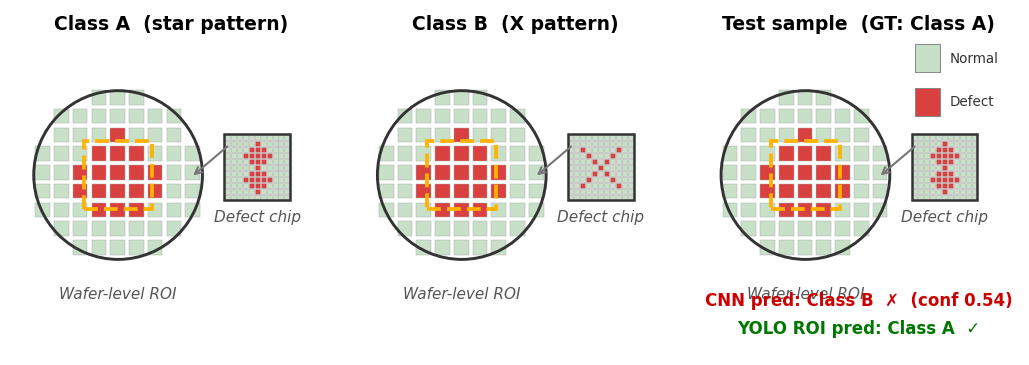 Class A  (star pattern)
Class B  (X pattern)
Test sample  (GT: Class A)
Normal
Defect
Defect chip
Defect chip
Defect chip
Wafer-level ROI
Wafer-level ROI
Wafer-level ROI
CNN pred: Class B  ✗  (conf 0.54)
YOLO ROI pred: Class A  ✓